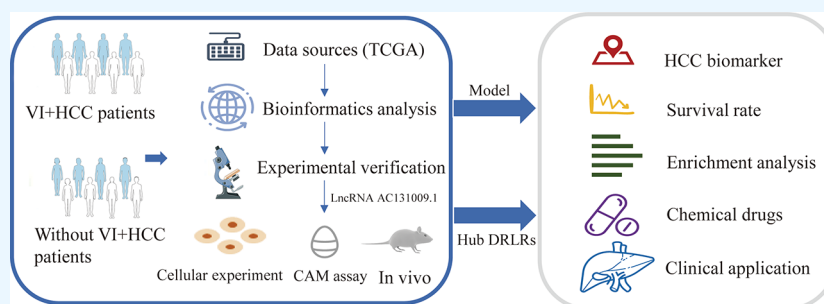 VI+HCC patients
Without VI+HCC
patients
Data sources (TCGA)
Bioinformatics analysis
Experimental verification
LncRNA AC131009.1
Cellular experiment
CAM assay
In vivo
Model
Hub DRLRs
HCC biomarker
Survival rate
Enrichment analysis
Chemical drugs
Clinical application